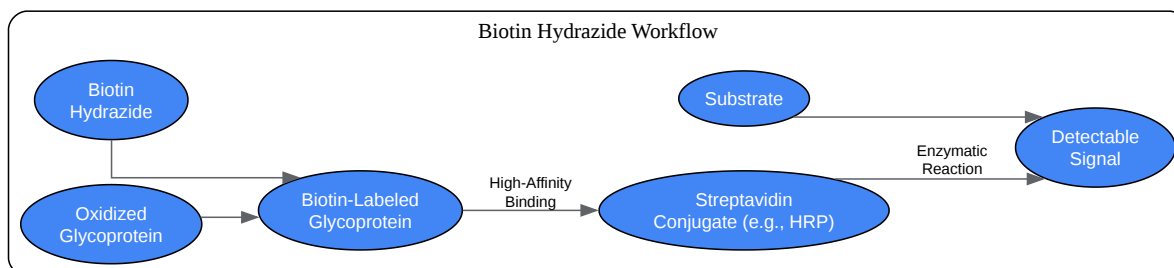 Biotin Hydrazide Workflow
Biotin
Hydrazide
Substrate
Detectable
Signal
Enzymatic
Reaction
Oxidized
Glycoprotein
Biotin-Labeled
Glycoprotein
High-Affinity
Binding
Streptavidin
Conjugate (e.g., HRP)